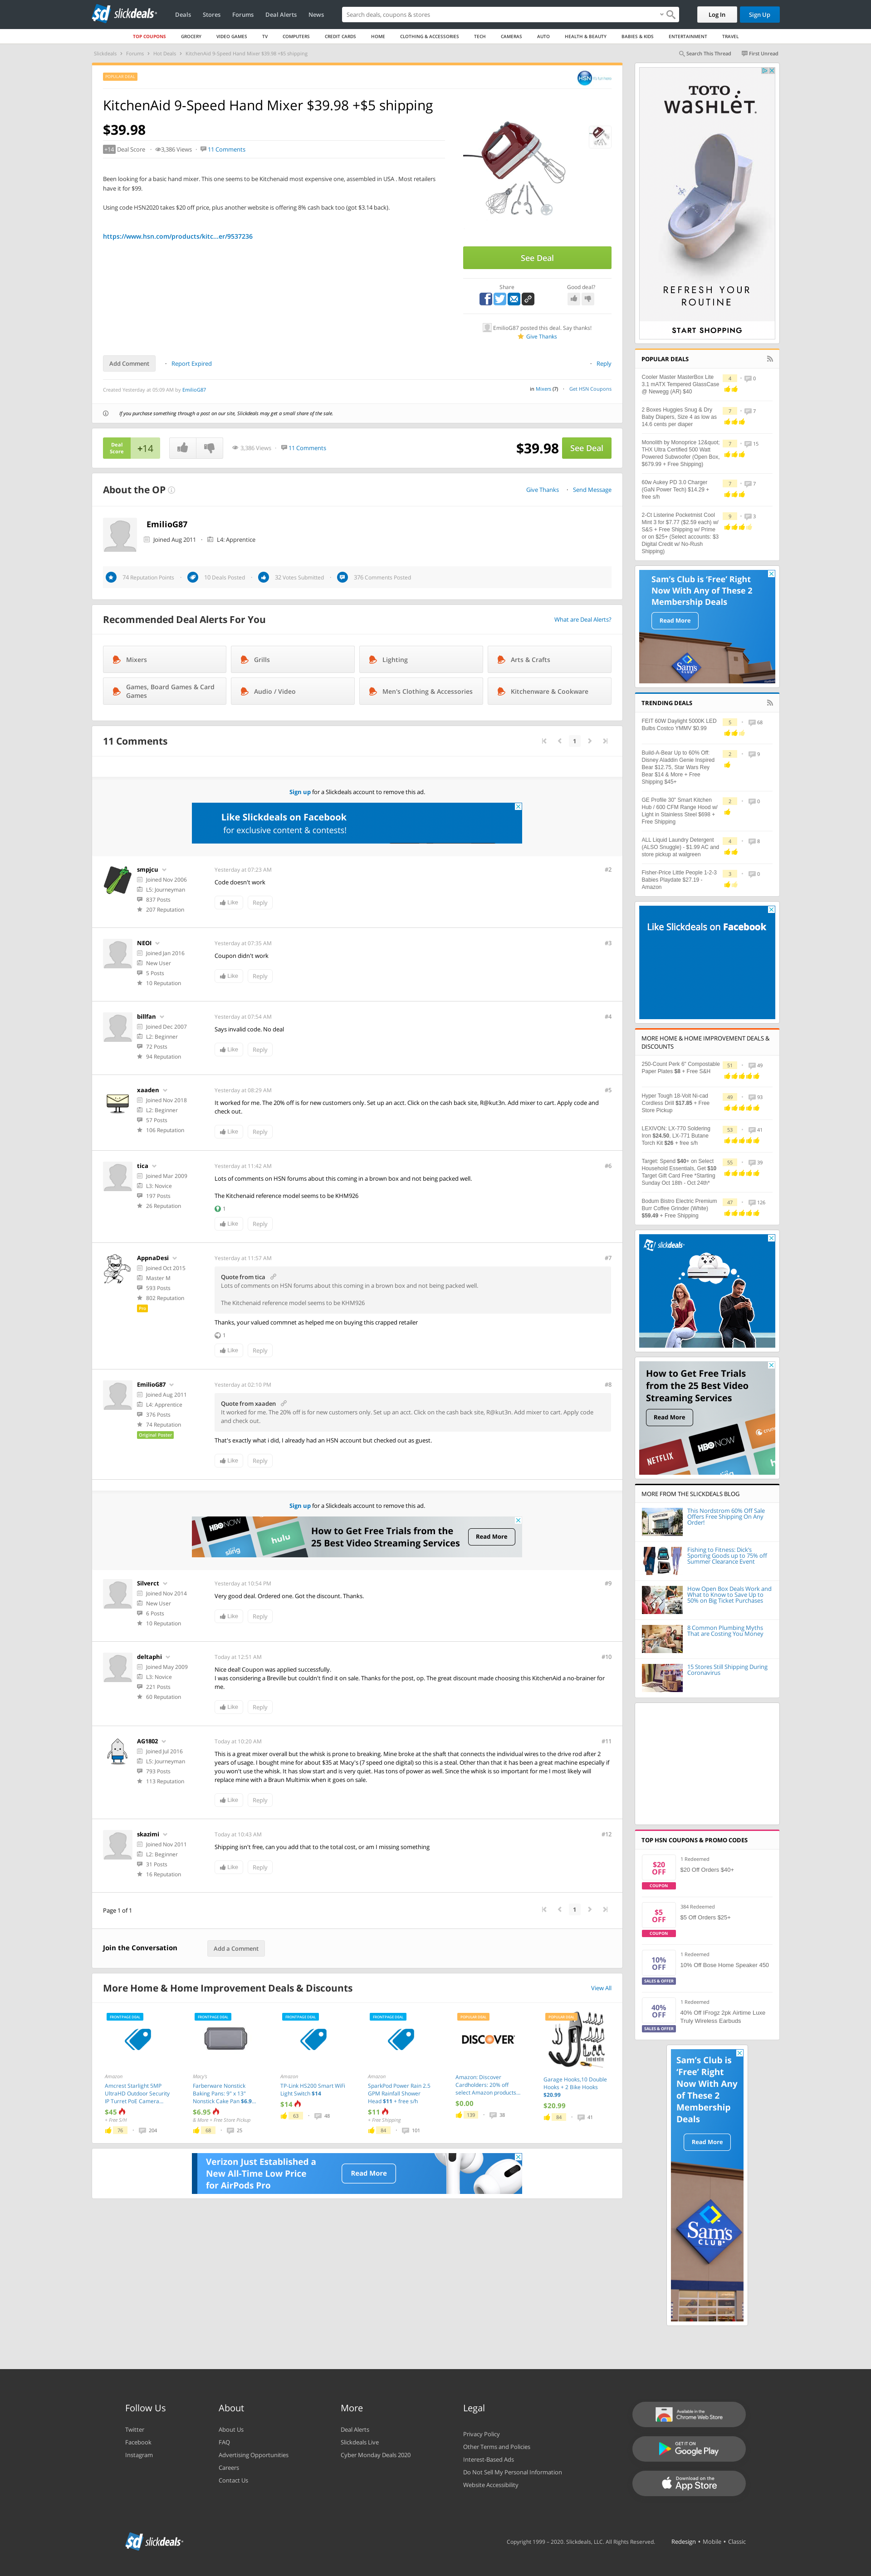 slickdeals
Deals
Stores
Forums
Deal Alerts
News
Search deals, coupons & stores
Log In
Sign Up
TOP COUPONS
GROCERY
VIDEO GAMES
TV
COMPUTERS
CREDIT CARDS
HOME
CLOTHING & ACCESSORIES
TECH
CAMERAS
AUTO
HEALTH & BEAUTY
BABIES & KIDS
ENTERTAINMENT
TRAVEL
Slickdeals > Forums > Hot Deals > KitchenAid 9-Speed Hand Mixer $39.98 +$5 shipping
Search This Thread
First Unread
POPULAR DEAL
KitchenAid 9-Speed Hand Mixer $39.98 +$5 shipping
$39.98
+14 Deal Score
3,386 Views
11 Comments
Been looking for a basic hand mixer. This one seems to be Kitchenaid most expensive one, assembled in USA . Most retailers
have it for $99.
Using code HSN2020 takes $20 off price, plus another website is offering 8% cash back too (got $3.14 back).
https://www.hsn.com/products/kitc...er/9537236
See Deal
Share
Good deal?
EmilioG87 posted this deal. Say thanks!
Give Thanks
Add Comment
Report Expired
Reply
Created Yesterday at 05:09 AM by EmilioG87
in Mixers (7)
Get HSN Coupons
If you purchase something through a post on our site, Slickdeals may get a small share of the sale.
Deal
Score
+14
3,386 Views
11 Comments
$39.98
See Deal
About the OP
Give Thanks
Send Message
EmilioG87
Joined Aug 2011
L4: Apprentice
74 Reputation Points
10 Deals Posted
32 Votes Submitted
376 Comments Posted
Recommended Deal Alerts For You
What are Deal Alerts?
Mixers
Grills
Lighting
Arts & Crafts
Games, Board Games & Card
Games
Audio / Video
Men's Clothing & Accessories
Kitchenware & Cookware
11 Comments
1
Sign up for a Slickdeals account to remove this ad.
Like Slickdeals on Facebook
for exclusive content & contests!
smpjcu
Joined Nov 2006
L5: Journeyman
837 Posts
207 Reputation
Yesterday at 07:23 AM
#2
Code doesn't work
Like
Reply
NEOI
Joined Jan 2016
New User
5 Posts
10 Reputation
Yesterday at 07:35 AM
#3
Coupon didn't work
Like
Reply
billfan
Joined Dec 2007
L2: Beginner
72 Posts
94 Reputation
Yesterday at 07:54 AM
#4
Says invalid code. No deal
Like
Reply
xaaden
Joined Nov 2018
L2: Beginner
57 Posts
106 Reputation
Yesterday at 08:29 AM
#5
It worked for me. The 20% off is for new customers only. Set up an acct. Click on the cash back site, R@kut3n. Add mixer to cart. Apply code and
check out.
Like
Reply
tica
Joined Mar 2009
L3: Novice
197 Posts
26 Reputation
Yesterday at 11:42 AM
#6
Lots of comments on HSN forums about this coming in a brown box and not being packed well.
The Kitchenaid reference model seems to be KHM926
1
Like
Reply
AppnaDesi
Joined Oct 2015
Master M
593 Posts
802 Reputation
Pro
Yesterday at 11:57 AM
#7
Quote from tica
Lots of comments on HSN forums about this coming in a brown box and not being packed well.
The Kitchenaid reference model seems to be KHM926
Thanks, your valued commnet as helped me on buying this crapped retailer
1
Like
Reply
EmilioG87
Joined Aug 2011
L4: Apprentice
376 Posts
74 Reputation
Original Poster
Yesterday at 02:10 PM
#8
Quote from xaaden
It worked for me. The 20% off is for new customers only. Set up an acct. Click on the cash back site, R@kut3n. Add mixer to cart. Apply code
and check out.
That's exactly what i did, I already had an HSN account but checked out as guest.
Like
Reply
Sign up for a Slickdeals account to remove this ad.
sling
HBO NOW
hulu
How to Get Free Trials from the
25 Best Video Streaming Services
Read More
Silverct
Joined Nov 2014
New User
6 Posts
10 Reputation
Yesterday at 10:54 PM
#9
Very good deal. Ordered one. Got the discount. Thanks.
Like
Reply
deltaphi
Joined May 2009
L3: Novice
221 Posts
60 Reputation
Today at 12:51 AM
#10
Nice deal! Coupon was applied successfully.
I was considering a Breville but couldn't find it on sale. Thanks for the post, op. The great discount made choosing this KitchenAid a no-brainer for
me.
Like
Reply
AG1802
Joined Jul 2016
L5: Journeyman
793 Posts
113 Reputation
Today at 10:20 AM
#11
This is a great mixer overall but the whisk is prone to breaking. Mine broke at the shaft that connects the individual wires to the drive rod after 2
years of usage. I bought mine for about $35 at Macy's (7 speed one digital) so this is a steal. Other than that it has been a great machine especially if
you won't use the whisk. It has slow start and is very quiet. Has tons of power as well. Since the whisk is so important for me I most likely will
replace mine with a Braun Multimix when it goes on sale.
Like
Reply
skazimi
Joined Nov 2011
L2: Beginner
31 Posts
16 Reputation
Today at 10:43 AM
#12
Shipping isn't free, can you add that to the total cost, or am I missing something
Like
Reply
Page 1 of 1
1
Join the Conversation
Add a Comment
More Home & Home Improvement Deals & Discounts
View All
FRONTPAGE DEAL
Amazon
Amcrest Starlight 5MP
UltraHD Outdoor Security
IP Turret PoE Camera...
$45
+ Free S/h
76
204
FRONTPAGE DEAL
Macy's
Farberware Nonstick
Baking Pans: 9" x 13"
Nonstick Cake Pan $6.9...
$6.95
& More + Free Store Pickup
68
25
FRONTPAGE DEAL
Amazon
TP-Link HS200 Smart WiFi
Light Switch $14
$14
63
48
FRONTPAGE DEAL
Amazon
SparkPod Power Rain 2.5
GPM Rainfall Shower
Head $11 + free s/h
$11
+ Free Shipping
84
101
POPULAR DEAL
DISCOVER
Amazon: Discover
Cardholders: 20% off
select Amazon products...
$0.00
139
38
POPULAR DEAL
Garage Hooks,10 Double
Hooks + 2 Bike Hooks
$20.99
$20.99
94
41
Verizon Just Established a
New All-Time Low Price
for AirPods Pro
Read More
TOTO
WASHLET
REFRESH YOUR
ROUTINE
START SHOPPING
POPULAR DEALS
Cooler Master MasterBox Lite
3.1 mATX Tempered GlassCase
@ Newegg (AR) $40
4
0
2 Boxes Huggies Snug & Dry
Baby Diapers, Size 4 as low as
14.6 cents per diaper
7
7
Monolith by Monoprice 12&quot;
THX Ultra Certified 500 Watt
Powered Subwoofer (Open Box,
$679.99 + Free Shipping)
7
15
60w Aukey PD 3.0 Charger
(GaN Power Tech) $14.29 +
free s/h
7
7
2-Ct Listerine Pocketmist Cool
Mint 3 for $7.77 ($2.59 each) w/
S&S + Free Shipping w/ Prime
or on $25+ (Select accounts: $3
Digital Credit w/ No-Rush
Shipping)
9
3
Sam's Club is 'Free' Right
Now With Any of These 2
Membership Deals
Read More
Sam's
TRENDING DEALS
FEIT 60W Daylight 5000K LED
Bulbs Costco YMMV $0.99
5
68
Build-A-Bear Up to 60% Off:
Disney Aladdin Genie Inspired
Bear $12.75, Star Wars Rey
Bear $14 & More + Free
Shipping $45+
2
9
GE Profile 30" Smart Kitchen
Hub / 600 CFM Range Hood w/
Light in Stainless Steel $698 +
Free Shipping
2
0
ALL Liquid Laundry Detergent
(ALSO Snuggle) - $1.99 AC and
store pickup at walgreen
4
8
Fisher-Price Little People 1-2-3
Babies Playdate $27.19 -
Amazon
3
0
Like Slickdeals on Facebook
MORE HOME & HOME IMPROVEMENT DEALS &
DISCOUNTS
250-Count Perk 6" Compostable
Paper Plates $8 + Free S&H
51
49
Hyper Tough 18-Volt Ni-cad
Cordless Drill $17.85 + Free
Store Pickup
49
93
LEXIVON: LX-770 Soldering
Iron $24.50, LX-771 Butane
Torch Kit $26 + free s/h
53
41
Target: Spend $40+ on Select
Household Essentials, Get $10
Target Gift Card Free *Starting
Sunday Oct 18th - Oct 24th*
55
39
Bodum Bistro Electric Premium
Burr Coffee Grinder (White)
$59.49 + Free Shipping
47
126
slickdeals
How to Get Free Trials
from the 25 Best Video
Streaming Services
Read More
NETFLIX
HBO NOW
MORE FROM THE SLICKDEALS BLOG
This Nordstrom 60% Off Sale
Offers Free Shipping On Any
Order!
Fishing to Fitness: Dick's
Sporting Goods up to 75% off
Summer Clearance Event
How Open Box Deals Work and
What to Know to Save Up to
50% on Big Ticket Purchases
8 Common Plumbing Myths
That are Costing You Money
15 Stores Still Shipping During
Coronavirus
TOP HSN COUPONS & PROMO CODES
$20
OFF
COUPON
1 Redeemed
$20 Off Orders $40+
$5
OFF
COUPON
384 Redeemed
$5 Off Orders $25+
10%
OFF
SALES & OFFER
1 Redeemed
10% Off Bose Home Speaker 450
40%
OFF
SALES & OFFER
1 Redeemed
40% Off IFrogz 2pk Airtime Luxe
Truly Wireless Earbuds
Sam's Club is
'Free' Right
Now With Any
of These 2
Membership
Deals
Read More
Sam's
CLUB
Follow Us
Twitter
Facebook
Instagram
About
About Us
FAQ
Advertising Opportunities
Careers
Contact Us
More
Deal Alerts
Slickdeals Live
Cyber Monday Deals 2020
Legal
Privacy Policy
Other Terms and Policies
Interest-Based Ads
Do Not Sell My Personal Information
Website Accessibility
Available in the
Chrome Web Store
GET IT ON
Google Play
Download on the
App Store
slickdeals
Copyright 1999 - 2020. Slickdeals, LLC. All Rights Reserved.
Redesign • Mobile • Classic